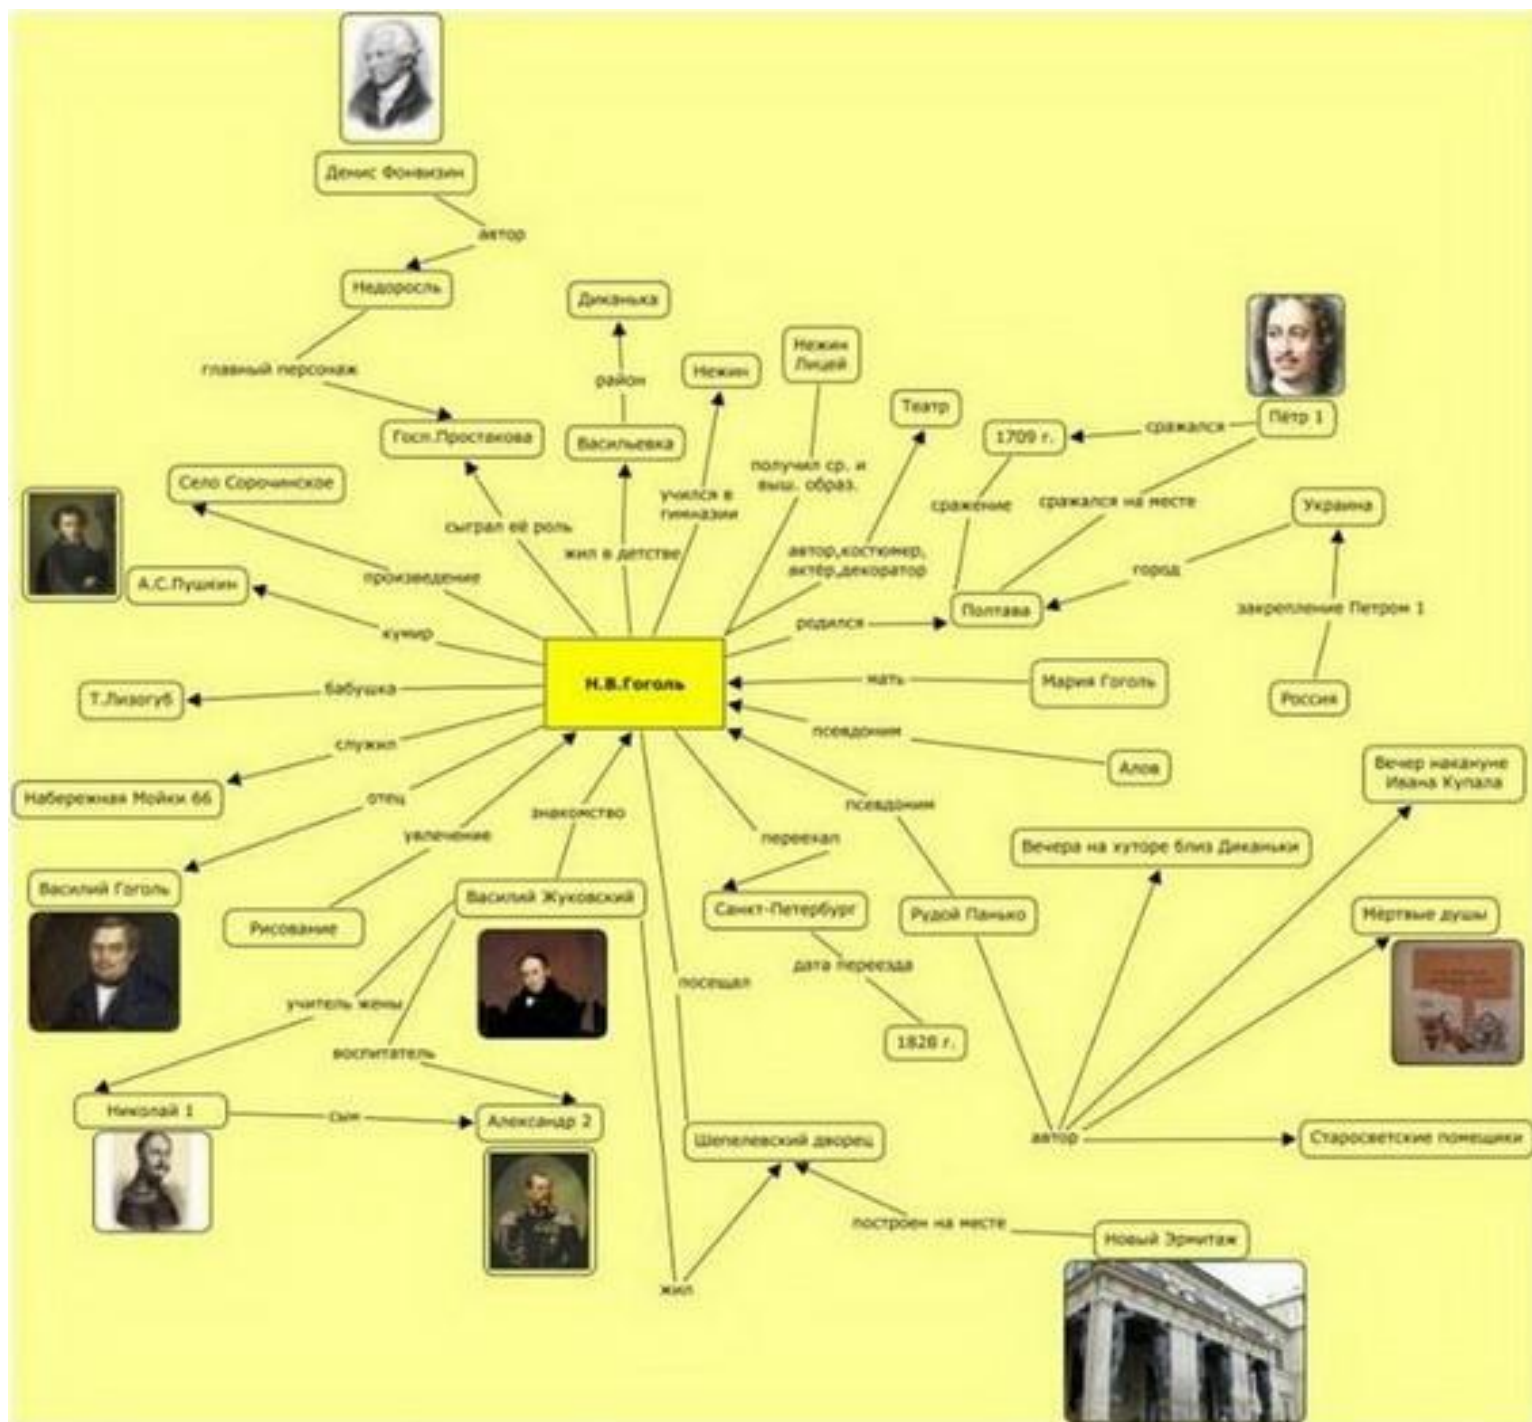 Денис Фонвизин
автор
Недоросль
главный персонаж
Госп.Простакова
Диканька
район
Васильевка
Нежин
Нежин
Лицей
Театр
1709 г.
сражался
Пётр 1
Село Сорочинское
сыграл её роль
жил в детстве
учился в
гимназии
получил ср. и
выш. образ.
автор,костюмер,
актёр,декоратор
сражение
сражался на месте
Украина
город
закрепление Петром 1
Россия
произведение
А.С.Пушкин
кумир
родился
Полтава
Н.В.Гоголь
мать
Мария Гоголь
Т.Лизогуб
бабушка
псевдоним
Алов
служил
Набережная Мойки 66
отец
Василий Гоголь
увлечение
Рисование
знакомство
Василий Жуковский
переехал
Санкт-Петербург
дата переезда
1828 г.
псевдоним
Рудой Панько
Вечера на хуторе близ Диканьки
Вечер накануне
Ивана Купала
Мёртвые души
посещал
учитель жены
воспитатель
Николай 1
сын
Александр 2
Шепелевский дворец
автор
Старосветские помещики
построен на месте
Новый Эрмитаж
жил